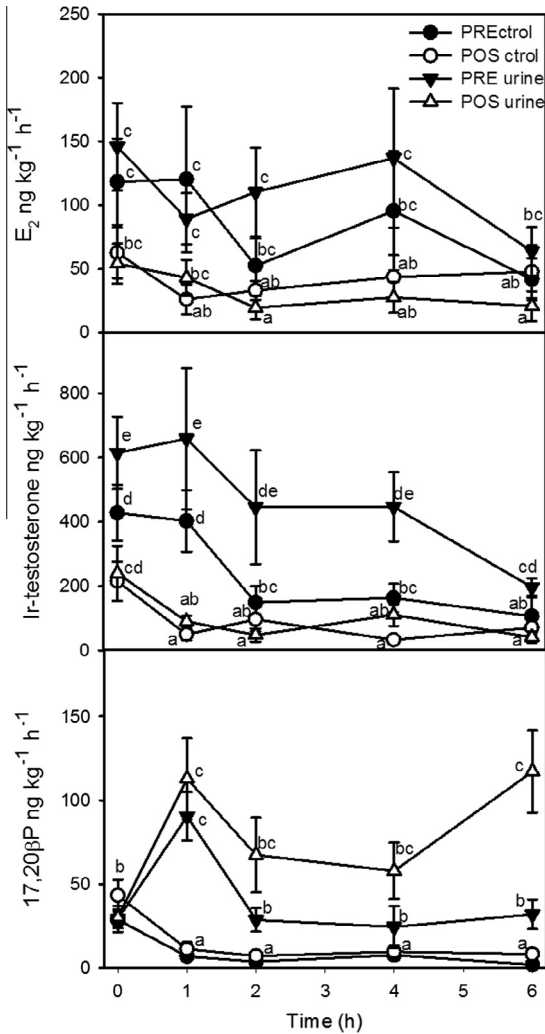 250
PREctrol
POS ctrol
PRE urine
POS urine
200
150
100
50
0
E₂ ng kg⁻¹ h⁻¹
c
c
c
c
c
c
bc
bc
bc
bc
ab
ab
a
bc
ab
ab
ab
a
800
600
400
200
0
Ir-testosterone ng kg⁻¹ h⁻¹
e
e
d
d
de
de
cd
cd
bc
bc
ab
ab
ab
ab
a
a
a
a
150
100
50
0
17,20βP ng kg⁻¹ h⁻¹
b
c
c
bc
bc
c
b
b
b
a
a
a
a
0 1 2 4 6
Time (h)